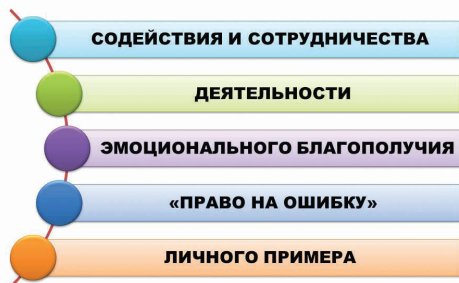 СОДЕЙСТВИЯ И СОТРУДНИЧЕСТВА
ДЕЯТЕЛЬНОСТИ
ЭМОЦИОНАЛЬНОГО БЛАГОПОЛУЧИЯ
«ПРАВО НА ОШИБКУ»
ЛИЧНОГО ПРИМЕРА